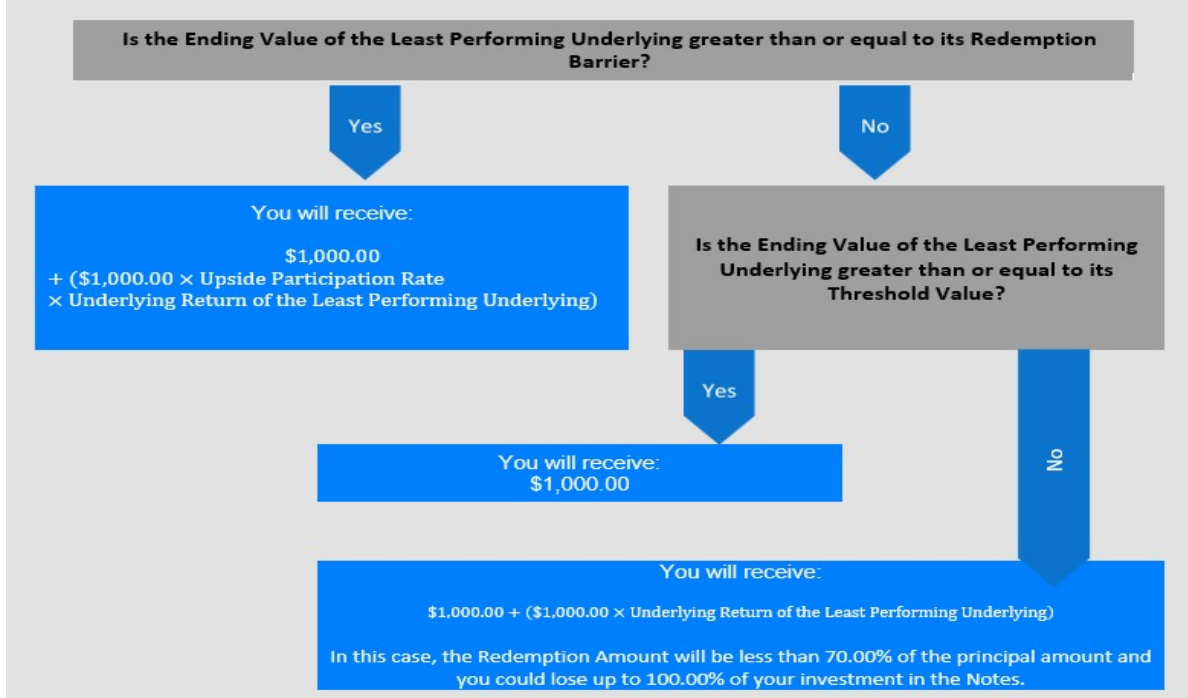 Is the Ending Value of the Least Performing Underlying greater than or equal to its Redemption
Barrier?
Yes
No
You will receive:
$1,000.00
+ ($1,000.00 × Upside Participation Rate
× Underlying Return of the Least Performing Underlying)
Is the Ending Value of the Least Performing
Underlying greater than or equal to its
Threshold Value?
Yes
No
You will receive:
$1,000.00
You will receive:
$1,000.00 + ($1,000.00 × Underlying Return of the Least Performing Underlying)
In this case, the Redemption Amount will be less than 70.00% of the principal amount and
you could lose up to 100.00% of your investment in the Notes.